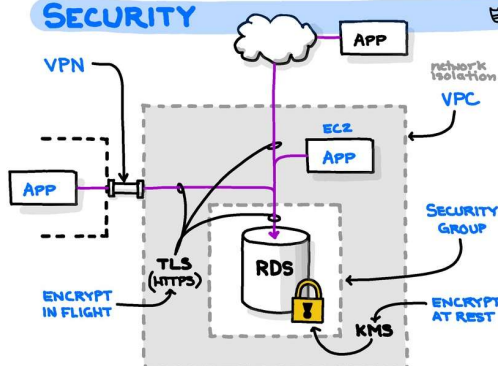 SECURITY
APP
VPN
network
isolation
VPC
EC2
APP
APP
SECURITY
GROUP
TLS
(HTTPS)
RDS
ENCRYPT
IN FLIGHT
ENCRYPT
AT REST
KMS